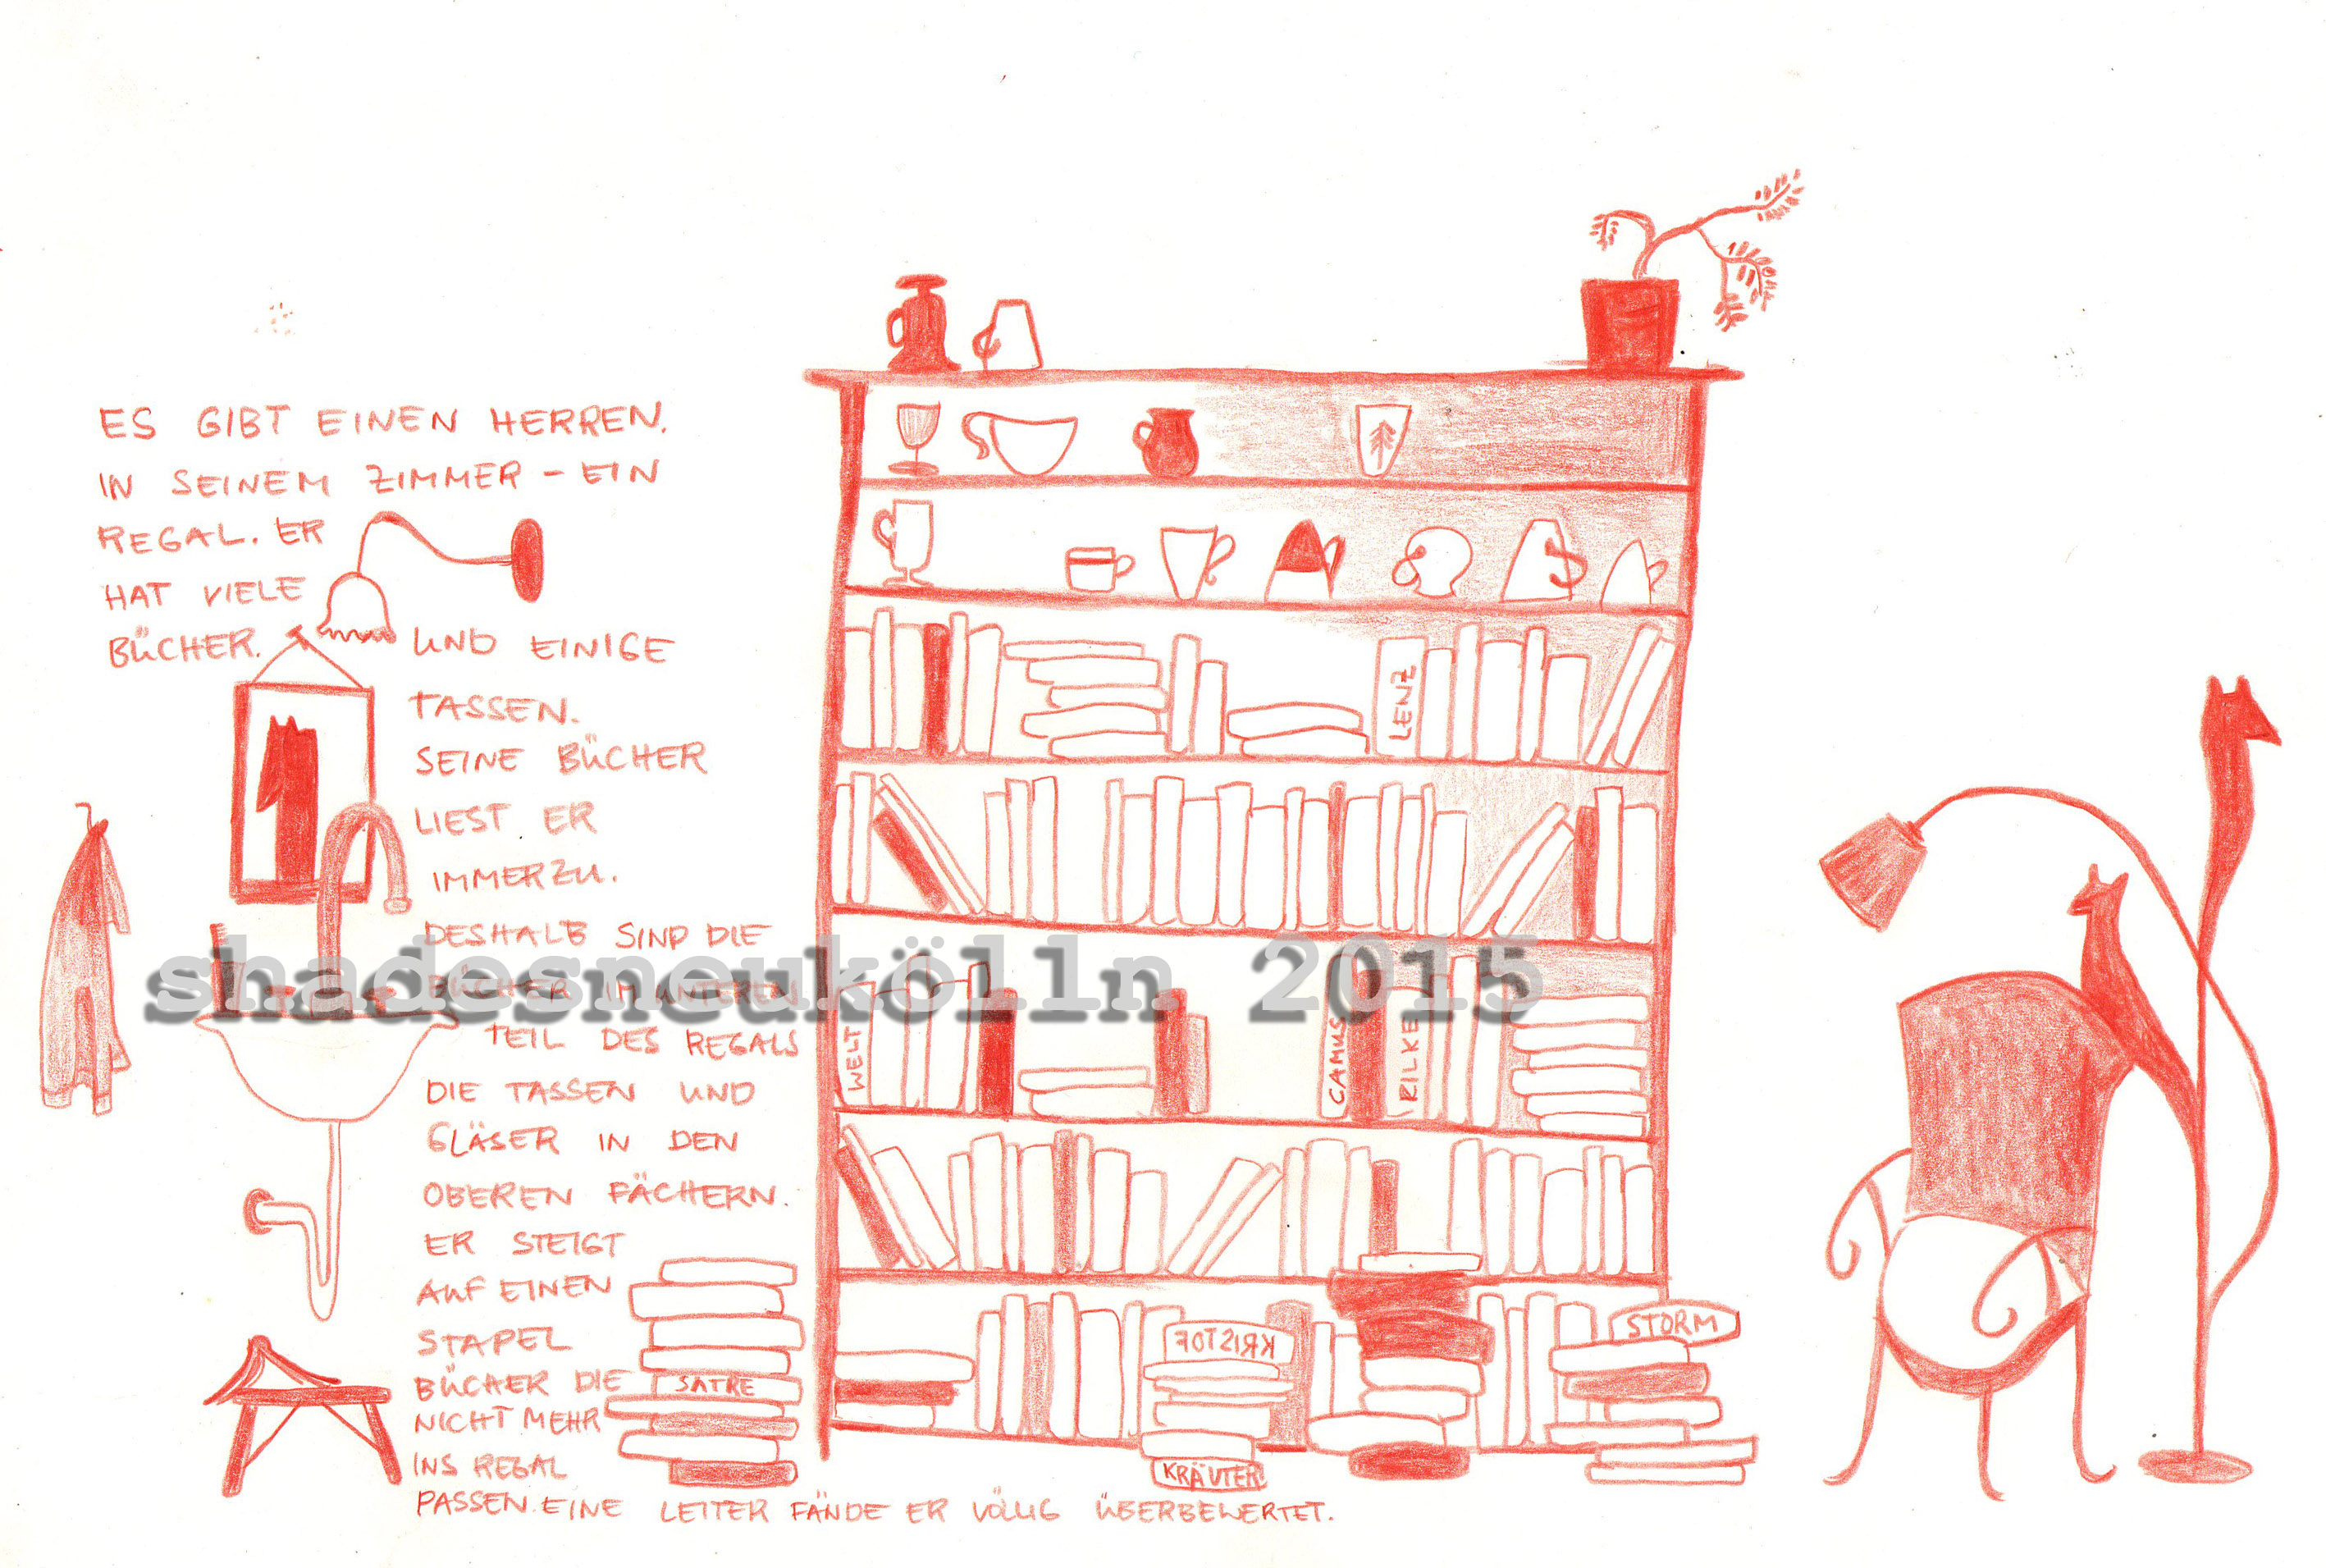 ES GIBT EINEN HERREN.
IN SEINEM ZIMMER – EIN
REGAL. ER
HAT VIELE
BÜCHER. UND EINIGE
TASSEN.
SEINE BÜCHER
LIEST ER
IMMERZU.
DESHALB SIND DIE
BÜCHER IM UNTEREN
TEIL DES REGALS
DIE TASSEN UND
GLÄSER IN DEN
OBEREN FÄCHERN.
ER STEIGT
AUF EINEN
STAPEL
BÜCHER DIE
NICHT MEHR
INS REGAL
PASSEN. EINE LEITER FÄNDE ER VÖLLIG ÜBERBEWERTET.
shadesneukölln 2015
LENZ
WELT
CAMUS
RILKE
SATRE
KRISTOF
STORM
KRÄUTER